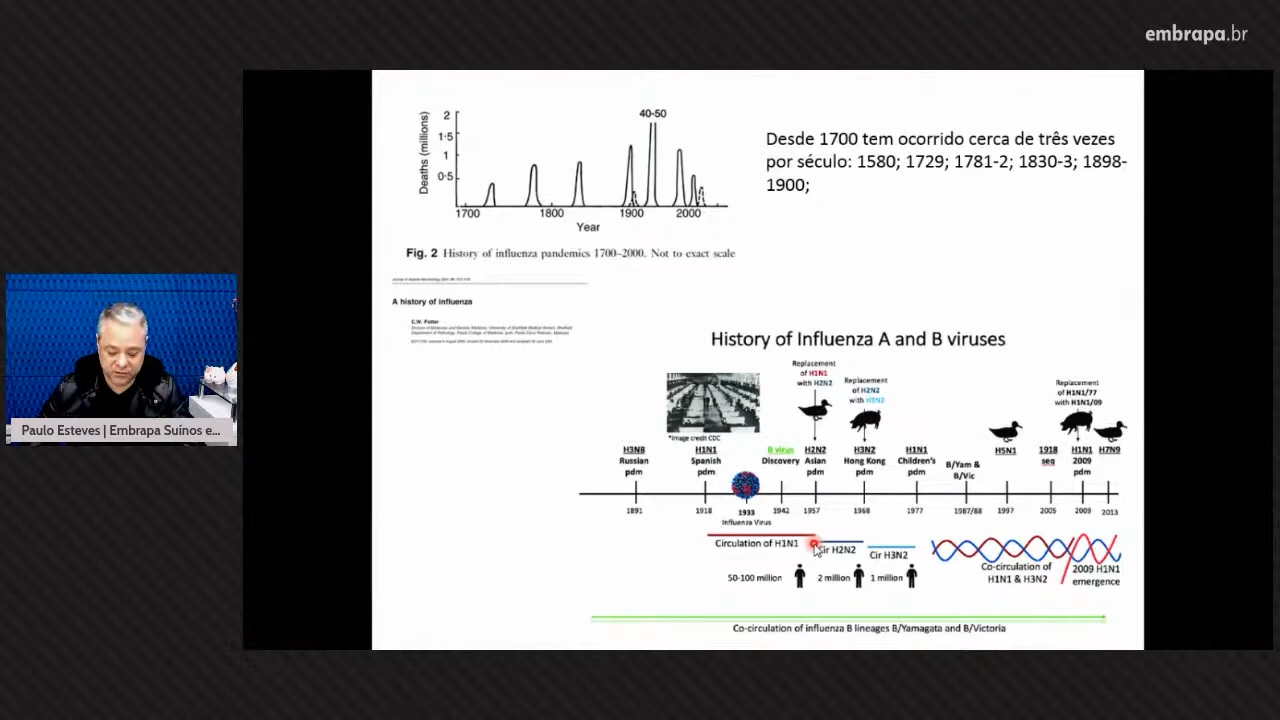 embrapa.br
Deaths (millions)
2
1·5
1
0·5
40-50
1700
1800
1900
2000
Year
Fig. 2 History of influenza pandemics 1700–2000. Not to exact scale
Desde 1700 tem ocorrido cerca de três vezes
por século: 1580; 1729; 1781-2; 1830-3; 1898-
1900;
A history of influenza
C.W. Potter
History of Influenza A and B viruses
Replacement
of H1N1
with H2N2
Replacement
of H2N2
with H3N2
Replacement
of H1N1/77
with H1N1/09
*Image credit CDC
H3N8
Russian
pdm
H1N1
Spanish
pdm
B virus
Discovery
H2N2
Asian
pdm
H3N2
Hong Kong
pdm
H1N1
Children's
pdm
B/Yam &
B/Vic
H5N1
1918
seq
H1N1
2009
pdm
H7N9
1891
1918
1933
1942
1957
1968
1977
1987/88
1997
2005
2009
2013
Influenza Virus
Circulation of H1N1
Cir H2N2
Cir H3N2
Co-circulation of
H1N1 & H3N2
2009 H1N1
emergence
50-100 million
2 million
1 million
Co-circulation of influenza B lineages B/Yamagata and B/Victoria
Paulo Esteves | Embrapa Suínos e...